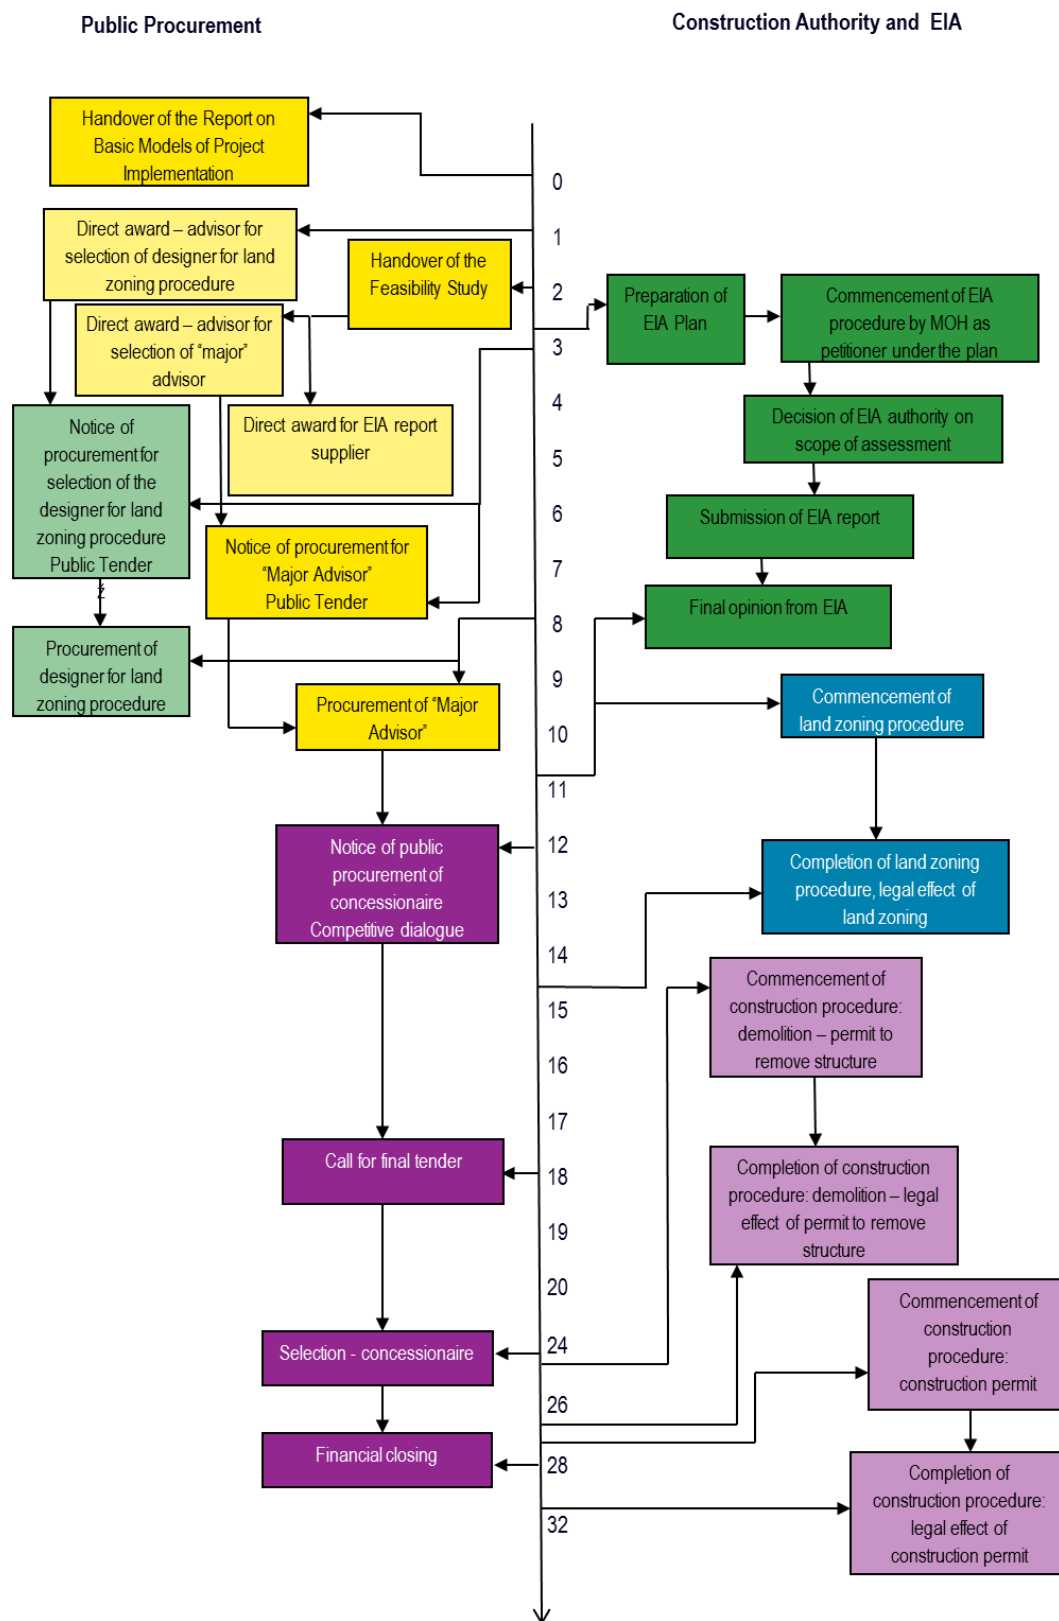 Public Procurement
Construction Authority and EIA
Handover of the Report on
Basic Models of Project
Implementation
0
Direct award – advisor for
selection of designer for land
zoning procedure
1
Handover of the
Feasibility Study
2
Preparation of
EIA Plan
Commencement of EIA
procedure by MOH as
petitioner under the plan
Direct award – advisor for
selection of "major"
advisor
3
4
Direct award for EIA report
supplier
Decision of EIA authority on
scope of assessment
Notice of
procurement for
selection of the
designer for land
zoning procedure
Public Tender
ź
5
6
Submission of EIA report
Notice of procurement for
"Major Advisor"
Public Tender
7
Final opinion from EIA
8
Procurement of
designer for land
zoning procedure
9
Commencement of
land zoning procedure
Procurement of "Major
Advisor"
10
11
Notice of public
procurement of
concessionaire
Competitive dialogue
12
Completion of land zoning
procedure, legal effect of
land zoning
13
14
Commencement of
construction procedure:
demolition – permit to
remove structure
15
16
17
Call for final tender
18
Completion of construction
procedure: demolition – legal
effect of permit to remove
structure
19
20
Commencement of
construction
procedure:
construction permit
Selection - concessionaire
24
26
Financial closing
28
Completion of
construction procedure:
legal effect of
construction permit
32